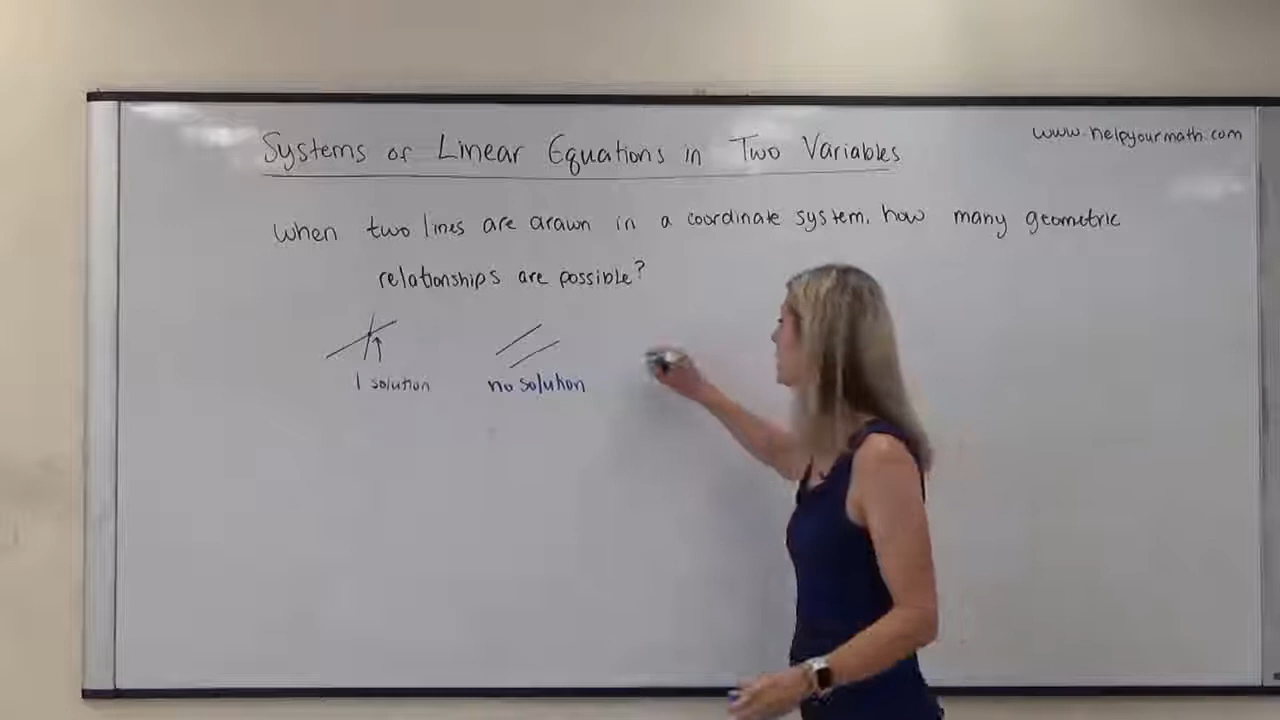 www.helpyourmath.com
Systems of Linear Equations in Two Variables
When two lines are drawn in a coordinate system, how many geometric
relationships are possible?
1 solution
no solution